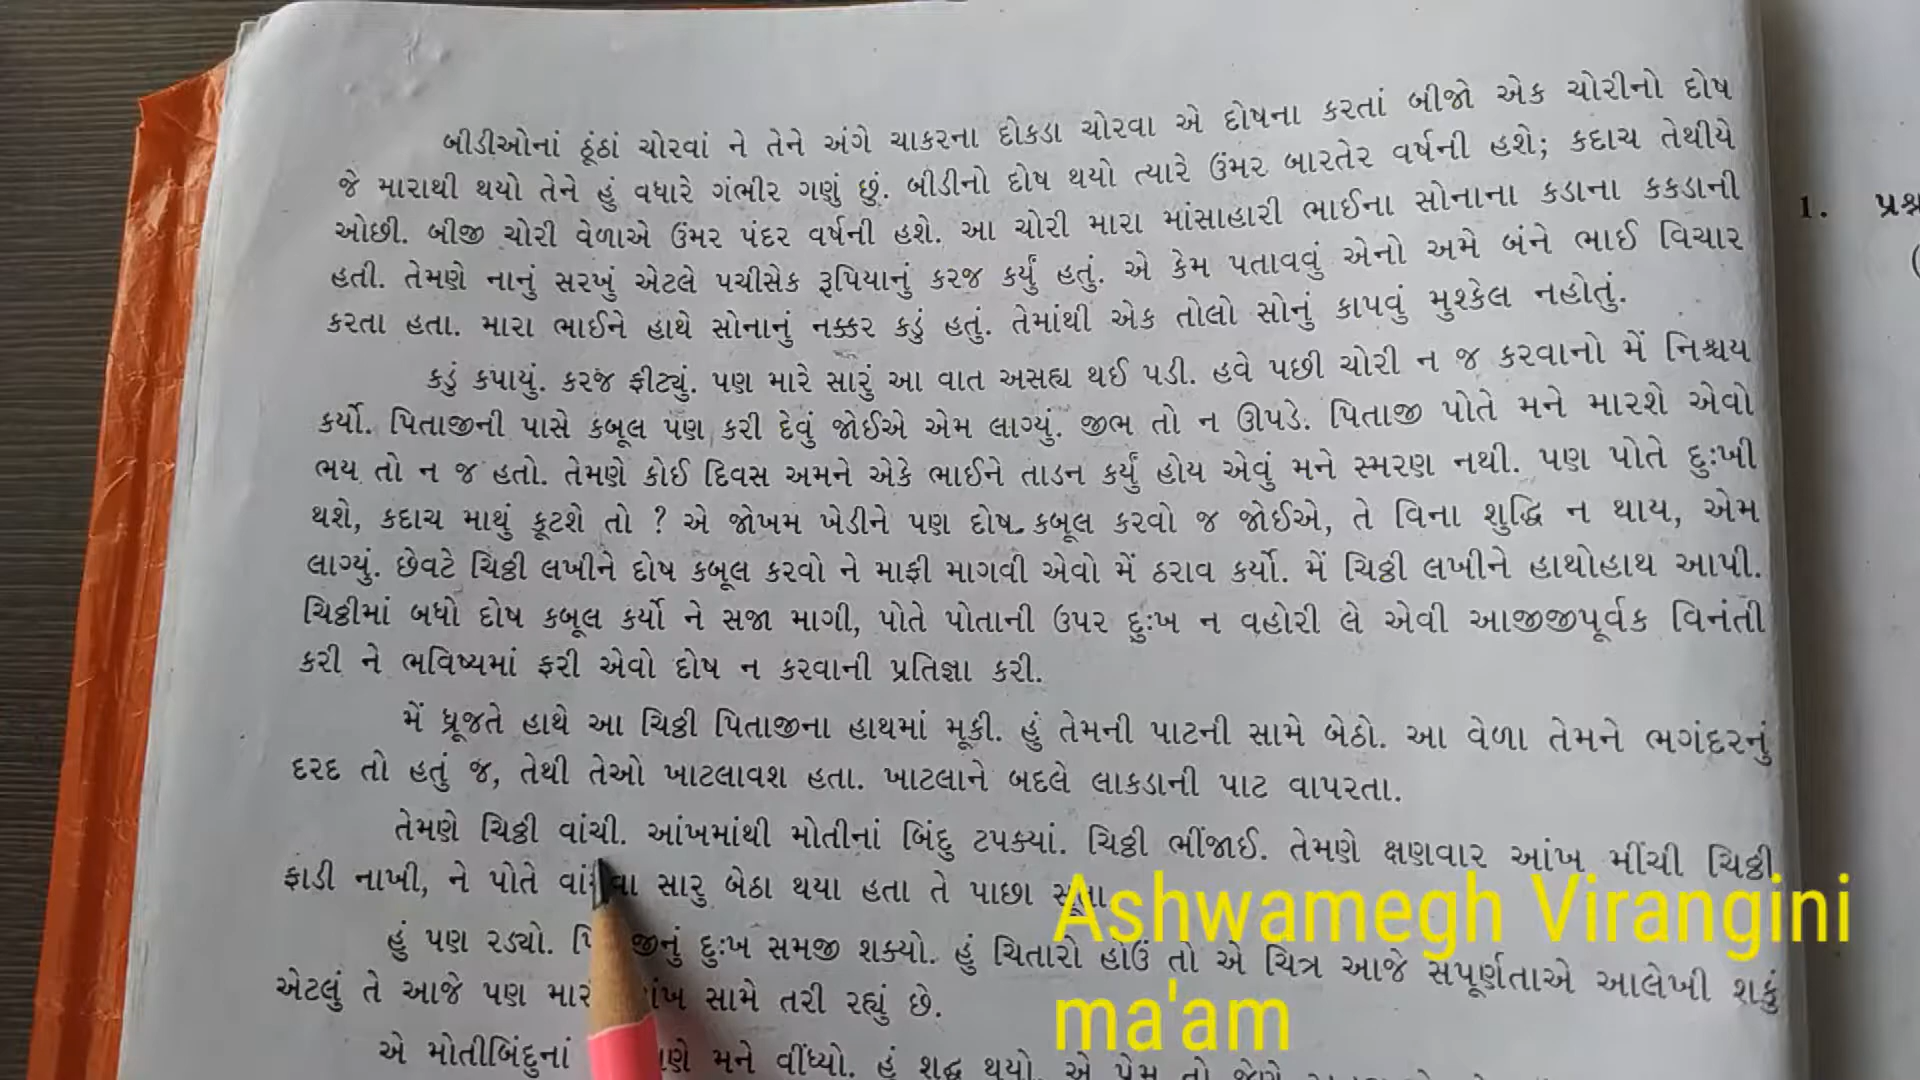 બીડીઓનાં ઠૂંઠાં ચોરવાં ને તેને અંગે ચાકરના દોકડા ચોરવા એ દોષના કરતાં બીજો એક ચોરીનો દોષ
જે મારાથી થયો તેને હું વધારે ગંભીર ગણું છું. બીડીનો દોષ થયો ત્યારે ઉંમર બારતેર વર્ષની હશે; કદાચ તેથીયે
ઓછી. બીજી ચોરી વેળાએ ઉંમર પંદર વર્ષની હશે. આ ચોરી મારા માંસાહારી ભાઈના સોનાના કડાના કકડાની
હતી. તેમણે નાનું સરખું એટલે પચીસેક રૂપિયાનું કરજ કર્યું હતું. એ કેમ પતાવવું એનો અમે બંને ભાઈ વિચાર
કરતા હતા. મારા ભાઈને હાથે સોનાનું નક્કર કડું હતું. તેમાંથી એક તોલો સોનું કાપવું મુશ્કેલ નહોતું.
કડું કપાયું. કરજ ફીટ્યું. પણ મારે સારું આ વાત અસહ્ય થઈ પડી. હવે પછી ચોરી ન જ કરવાનો મેં નિશ્ચય
કર્યો. પિતાજીની પાસે કબૂલ પણ કરી દેવું જોઈએ એમ લાગ્યું. જીભ તો ન ઊપડે. પિતાજી પોતે મને મારશે એવો
ભય તો ન જ હતો. તેમણે કોઈ દિવસ અમને એકે ભાઈને તાડન કર્યું હોય એવું મને સ્મરણ નથી. પણ પોતે દુઃખી
થશે, કદાચ માથું કૂટશે તો ? એ જોખમ ખેડીને પણ દોષ કબૂલ કરવો જ જોઈએ, તે વિના શુદ્ધિ ન થાય, એમ
લાગ્યું. છેવટે ચિઠ્ઠી લખીને દોષ કબૂલ કરવો ને માફી માગવી એવો મેં ઠરાવ કર્યો. મેં ચિઠ્ઠી લખીને હાથોહાથ આપી.
ચિઠ્ઠીમાં બધો દોષ કબૂલ કર્યો ને સજા માગી, પોતે પોતાની ઉપર દુઃખ ન વહોરી લે એવી આજીજીપૂર્વક વિનંતી
કરી ને ભવિષ્યમાં ફરી એવો દોષ ન કરવાની પ્રતિજ્ઞા કરી.
મેં ધ્રૂજતે હાથે આ ચિઠ્ઠી પિતાજીના હાથમાં મૂકી. હું તેમની પાટની સામે બેઠો. આ વેળા તેમને ભગંદરનું
દરદ તો હતું જ, તેથી તેઓ ખાટલાવશ હતા. ખાટલાને બદલે લાકડાની પાટ વાપરતા.
તેમણે ચિઠ્ઠી વાંચી. આંખમાંથી મોતીનાં બિંદુ ટપક્યાં. ચિઠ્ઠી ભીંજાઈ. તેમણે ક્ષણવાર આંખ મીંચી ચિઠ્ઠી
ફાડી નાખી, ને પોતે સારુ બેઠા થયા હતા તે પાછા સૂતા.
હું પણ રડ્યો. દુઃખ સમજી શક્યો. હું ચિતારો હોઉં તો એ ચિત્ર આજે સંપૂર્ણતાએ આલેખી શકું
એટલું તે આજે પણ સામે તરી રહ્યું છે.
એ મોતીબિંદુનાં મને વીંધ્યો. હું શુદ્ધ થયો. એ પ્રેમ તો
1. પ્રશ્ન
Ashwamegh Virangini
ma'am